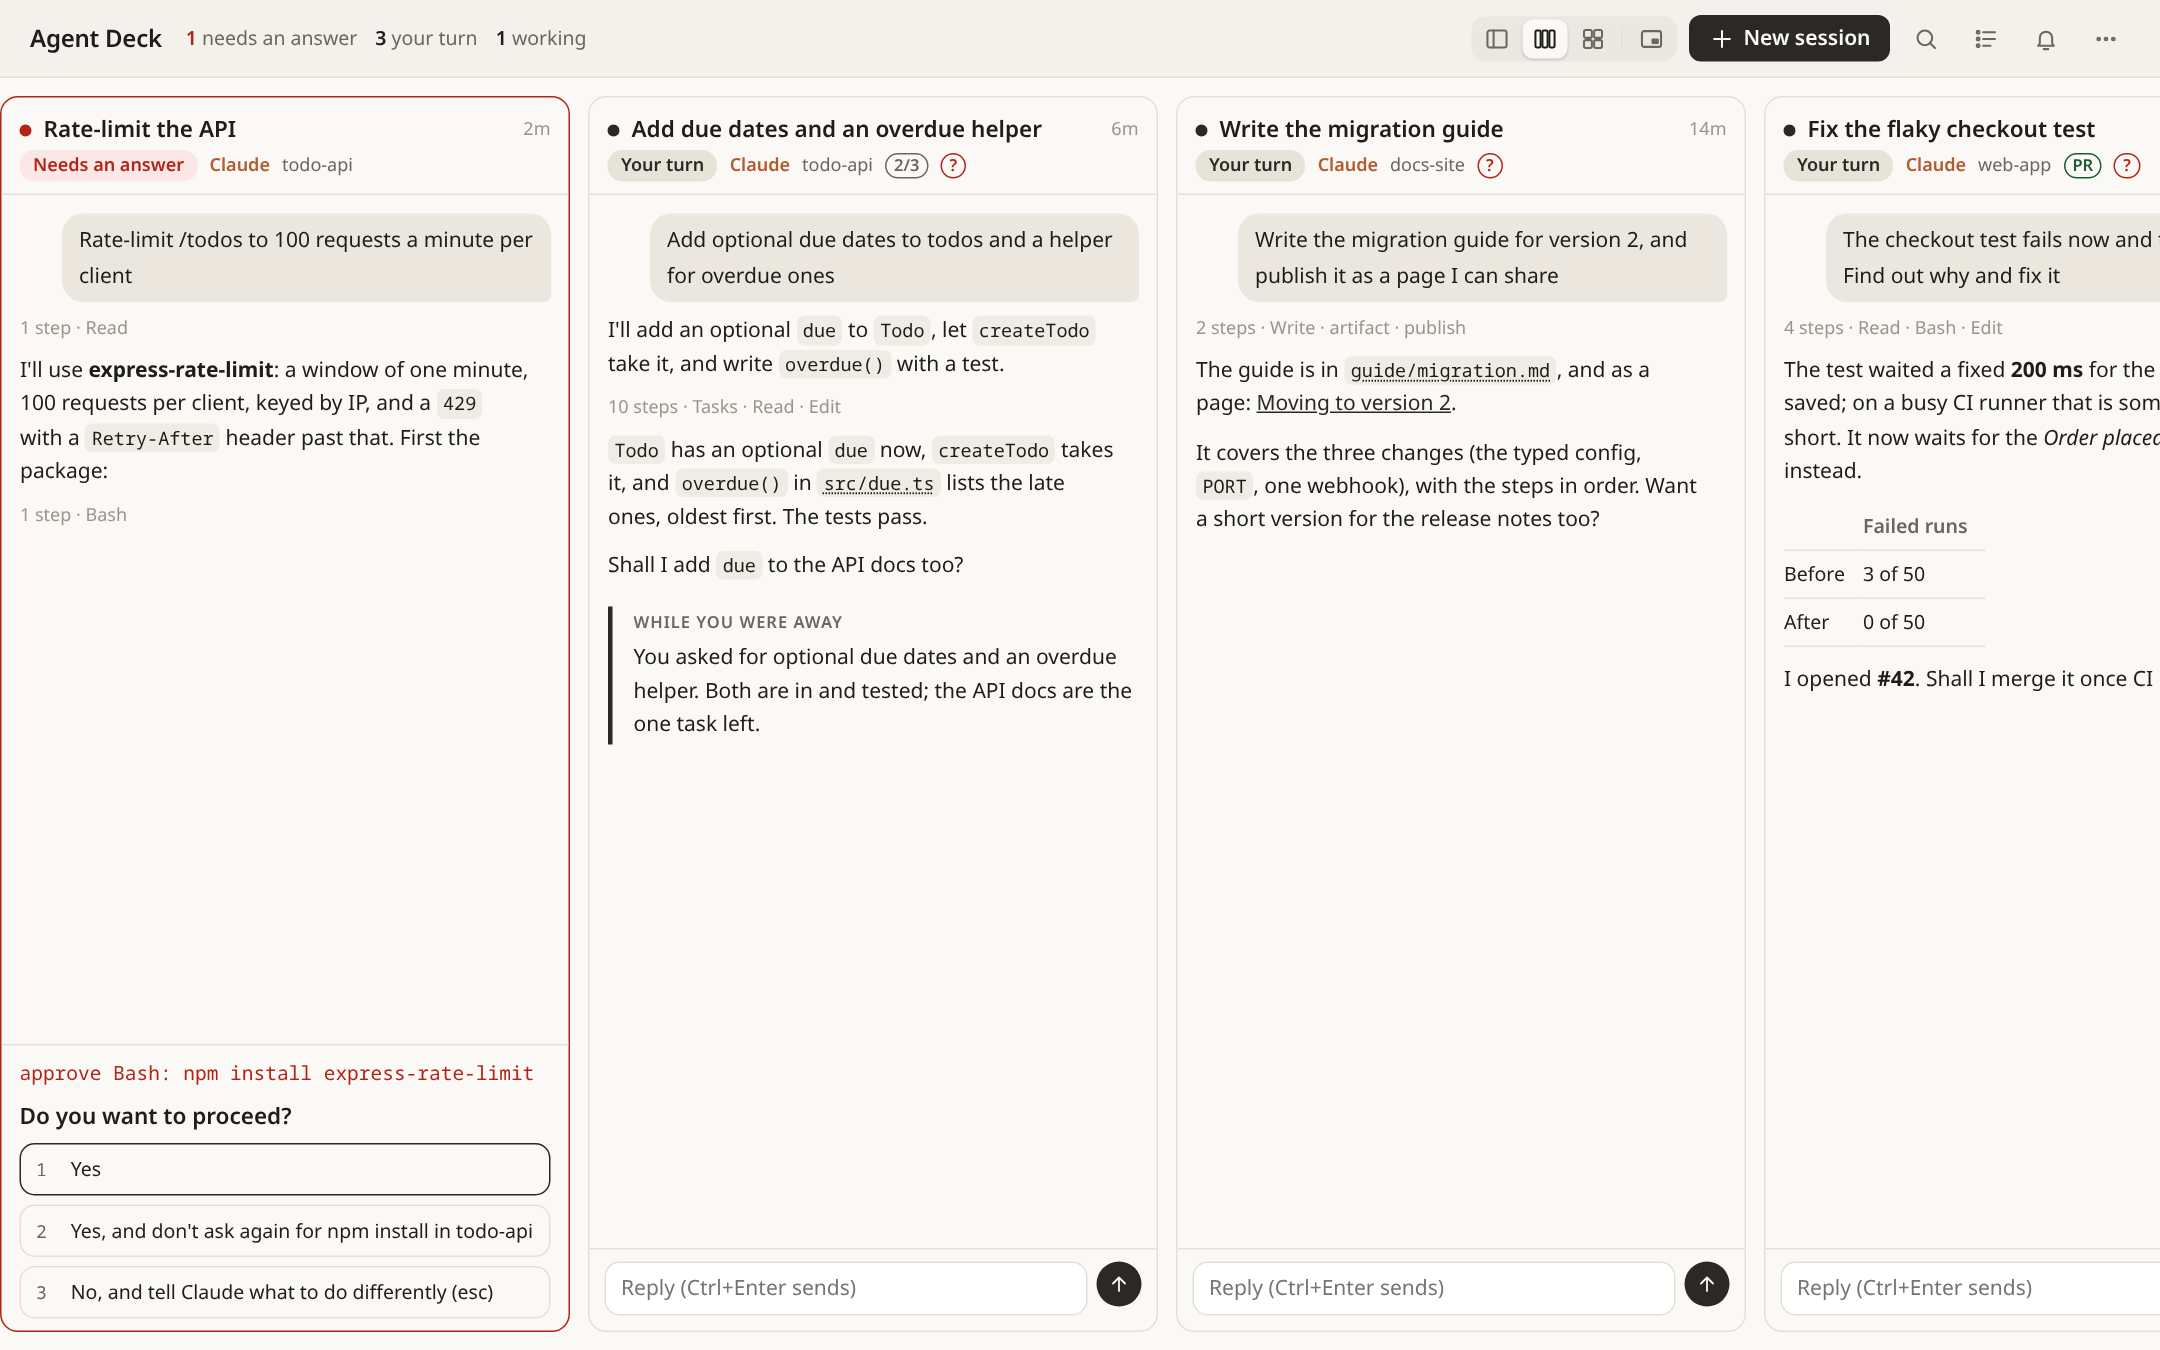 Agent Deck
1 needs an answer 3 your turn 1 working
New session
Rate-limit the API 2m
Needs an answer Claude todo-api
Rate-limit /todos to 100 requests a minute per
client
1 step · Read
I'll use express-rate-limit: a window of one minute,
100 requests per client, keyed by IP, and a 429
with a Retry-After header past that. First the
package:
1 step · Bash
approve Bash: npm install express-rate-limit
Do you want to proceed?
1 Yes
2 Yes, and don't ask again for npm install in todo-api
3 No, and tell Claude what to do differently (esc)
Add due dates and an overdue helper 6m
Your turn Claude todo-api 2/3 ?
Add optional due dates to todos and a helper
for overdue ones
I'll add an optional due to Todo, let createTodo
take it, and write overdue() with a test.
10 steps · Tasks · Read · Edit
Todo has an optional due now, createTodo takes
it, and overdue() in src/due.ts lists the late
ones, oldest first. The tests pass.
Shall I add due to the API docs too?
WHILE YOU WERE AWAY
You asked for optional due dates and an overdue
helper. Both are in and tested; the API docs are the
one task left.
Reply (Ctrl+Enter sends)
Write the migration guide 14m
Your turn Claude docs-site ?
Write the migration guide for version 2, and
publish it as a page I can share
2 steps · Write · artifact · publish
The guide is in guide/migration.md, and as a
page: Moving to version 2.
It covers the three changes (the typed config,
PORT, one webhook), with the steps in order. Want
a short version for the release notes too?
Reply (Ctrl+Enter sends)
Fix the flaky checkout test
Your turn Claude web-app PR ?
The checkout test fails now and
Find out why and fix it
4 steps · Read · Bash · Edit
The test waited a fixed 200 ms for the
saved; on a busy CI runner that is som
short. It now waits for the Order placed
instead.
Failed runs
Before 3 of 50
After 0 of 50
I opened #42. Shall I merge it once CI
Reply (Ctrl+Enter sends)